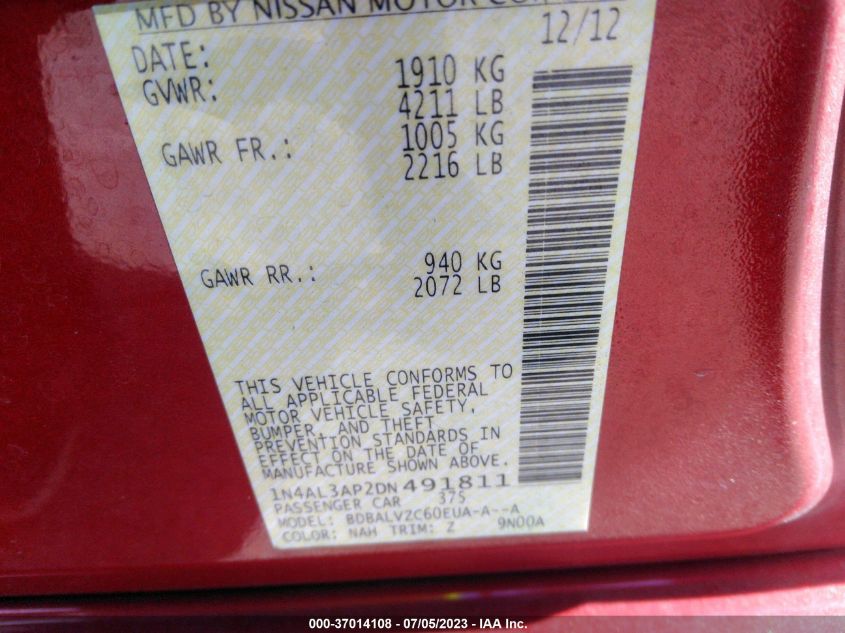 MFD BY NISSAN MOTOR CO.
DATE: 12/12
GVWR: 1910 KG
4211 LB
GAWR FR.: 1005 KG
2216 LB
GAWR RR.: 940 KG
2072 LB
THIS VEHICLE CONFORMS TO
ALL APPLICABLE FEDERAL
MOTOR VEHICLE SAFETY,
BUMPER, AND THEFT
PREVENTION STANDARDS IN
EFFECT ON THE DATE OF
MANUFACTURE SHOWN ABOVE.
1N4AL3AP2DN 491811
PASSENGER CAR 375
MODEL: BDBALVZC60EUA-A--A
COLOR: NAH TRIM: Z 9N00A
000-37014108 - 07/05/2023 - IAA Inc.